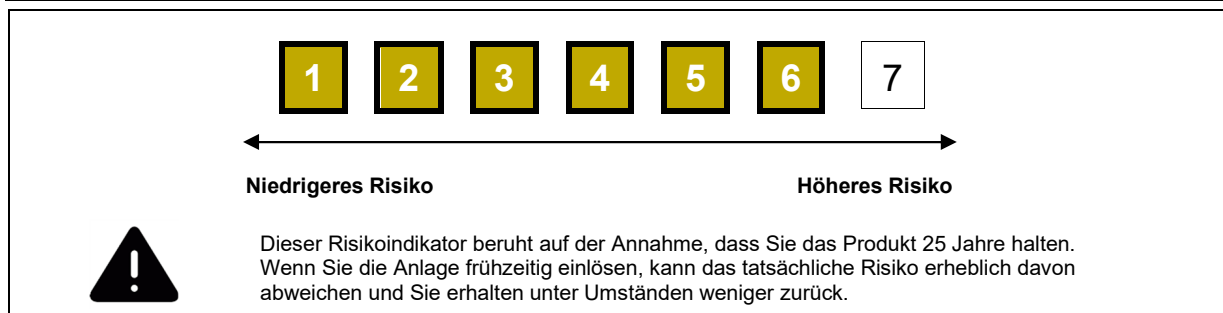 1 2 3 4 5 6 7
Niedrigeres Risiko Höheres Risiko
Dieser Risikoindikator beruht auf der Annahme, dass Sie das Produkt 25 Jahre halten.
Wenn Sie die Anlage frühzeitig einlösen, kann das tatsächliche Risiko erheblich davon
abweichen und Sie erhalten unter Umständen weniger zurück.